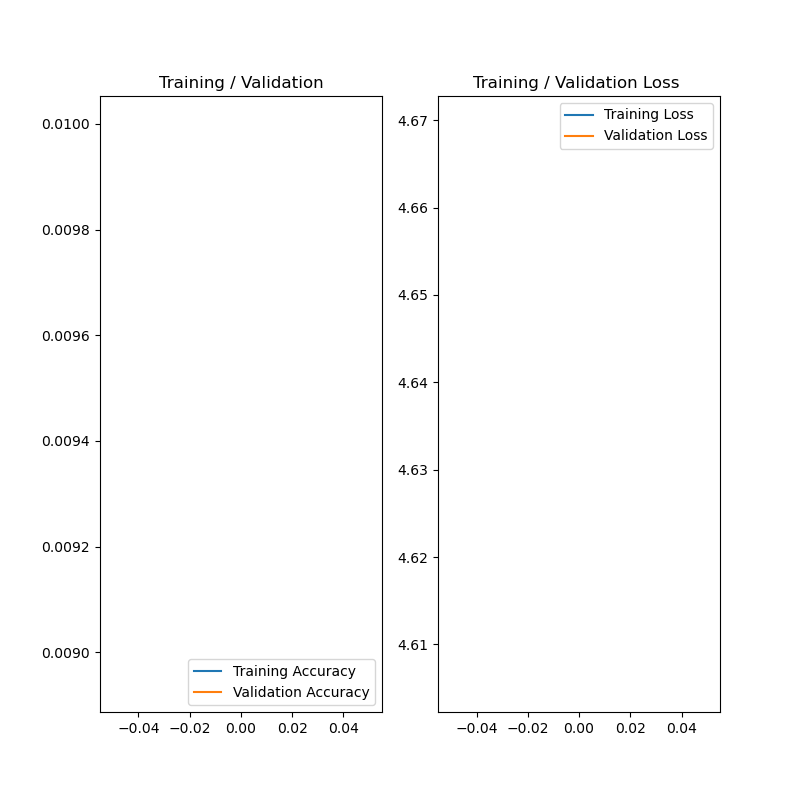 Training / Validation
0.0100
0.0098
0.0096
0.0094
0.0092
0.0090
Training Accuracy
Validation Accuracy
−0.04 −0.02 0.00 0.02 0.04
Training / Validation Loss
Training Loss
Validation Loss
4.67
4.66
4.65
4.64
4.63
4.62
4.61
−0.04 −0.02 0.00 0.02 0.04